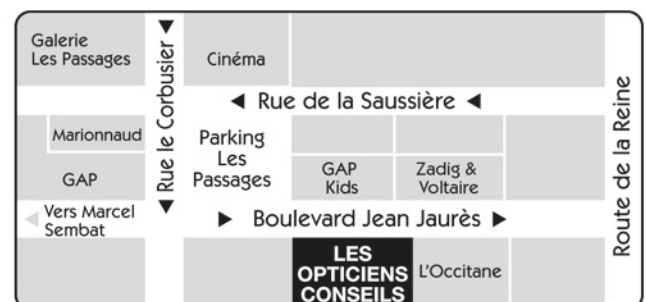 Galerie
Les Passages
Rue le Corbusier
Cinéma
Rue de la Saussière
Route de la Reine
Marionnaud
GAP
Parking
Les
Passages
GAP
Kids
Zadig &
Voltaire
Vers Marcel
Sembat
Boulevard Jean Jaurès
LES
OPTICIENS
CONSEILS
L'Occitane